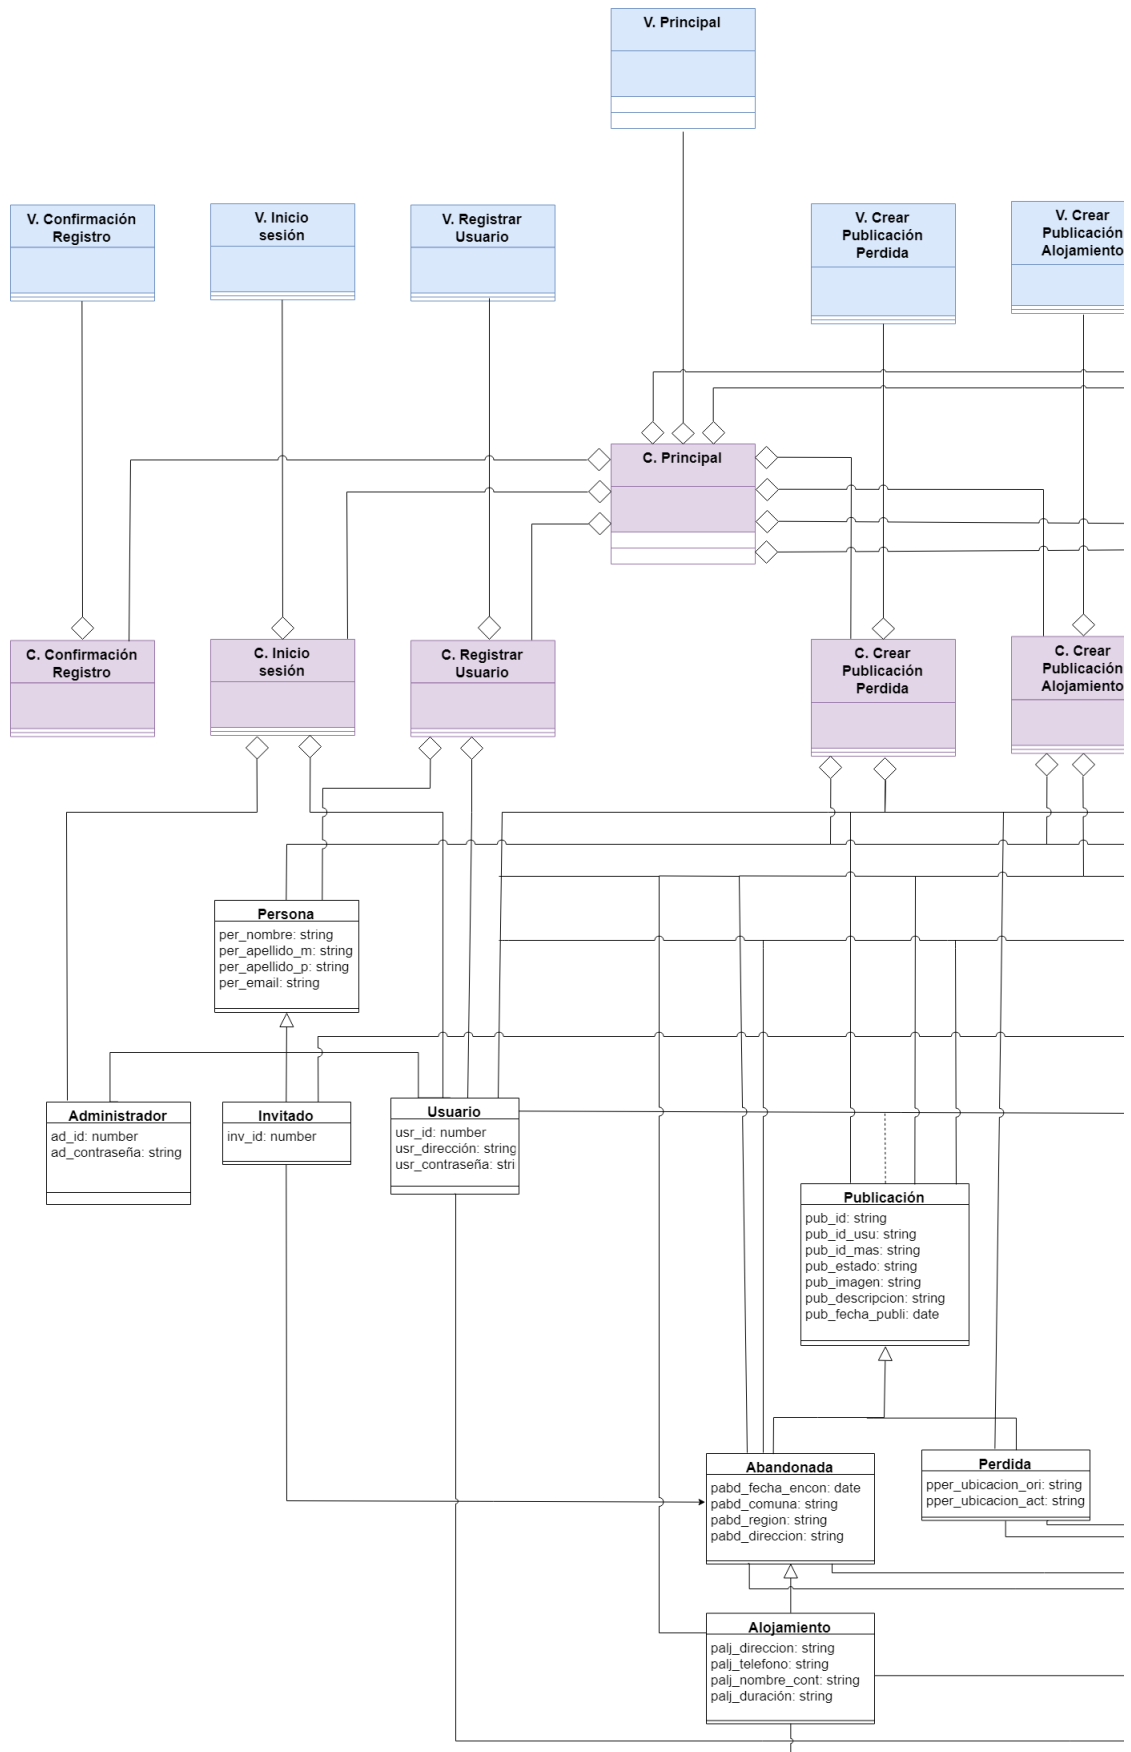 V. Principal
V. Confirmación
Registro
V. Inicio
sesión
V. Registrar
Usuario
V. Crear
Publicación
Perdida
V. Crear
Publicación
Alojamiento
C. Principal
C. Confirmación
Registro
C. Inicio
sesión
C. Registrar
Usuario
C. Crear
Publicación
Perdida
C. Crear
Publicación
Alojamiento
Persona
per_nombre: string
per_apellido_m: string
per_apellido_p: string
per_email: string
Administrador
ad_id: number
ad_contraseña: string
Invitado
inv_id: number
Usuario
usr_id: number
usr_dirección: string
usr_contraseña: stri
Publicación
pub_id: string
pub_id_usu: string
pub_id_mas: string
pub_estado: string
pub_imagen: string
pub_descripcion: string
pub_fecha_publi: date
Abandonada
pabd_fecha_encon: date
pabd_comuna: string
pabd_region: string
pabd_direccion: string
Perdida
pper_ubicacion_ori: string
pper_ubicacion_act: string
Alojamiento
palj_direccion: string
palj_telefono: string
palj_nombre_cont: string
palj_duración: string